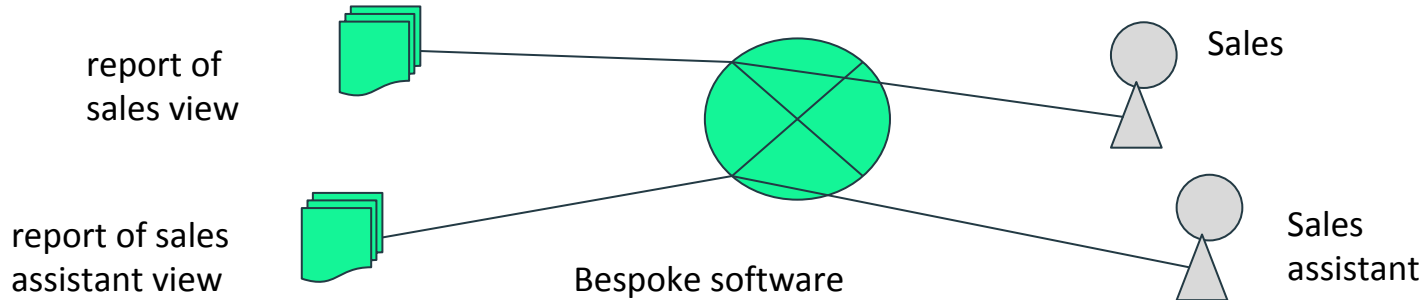 report of
sales view
Sales
report of sales
assistant view
Bespoke software
Sales
assistant